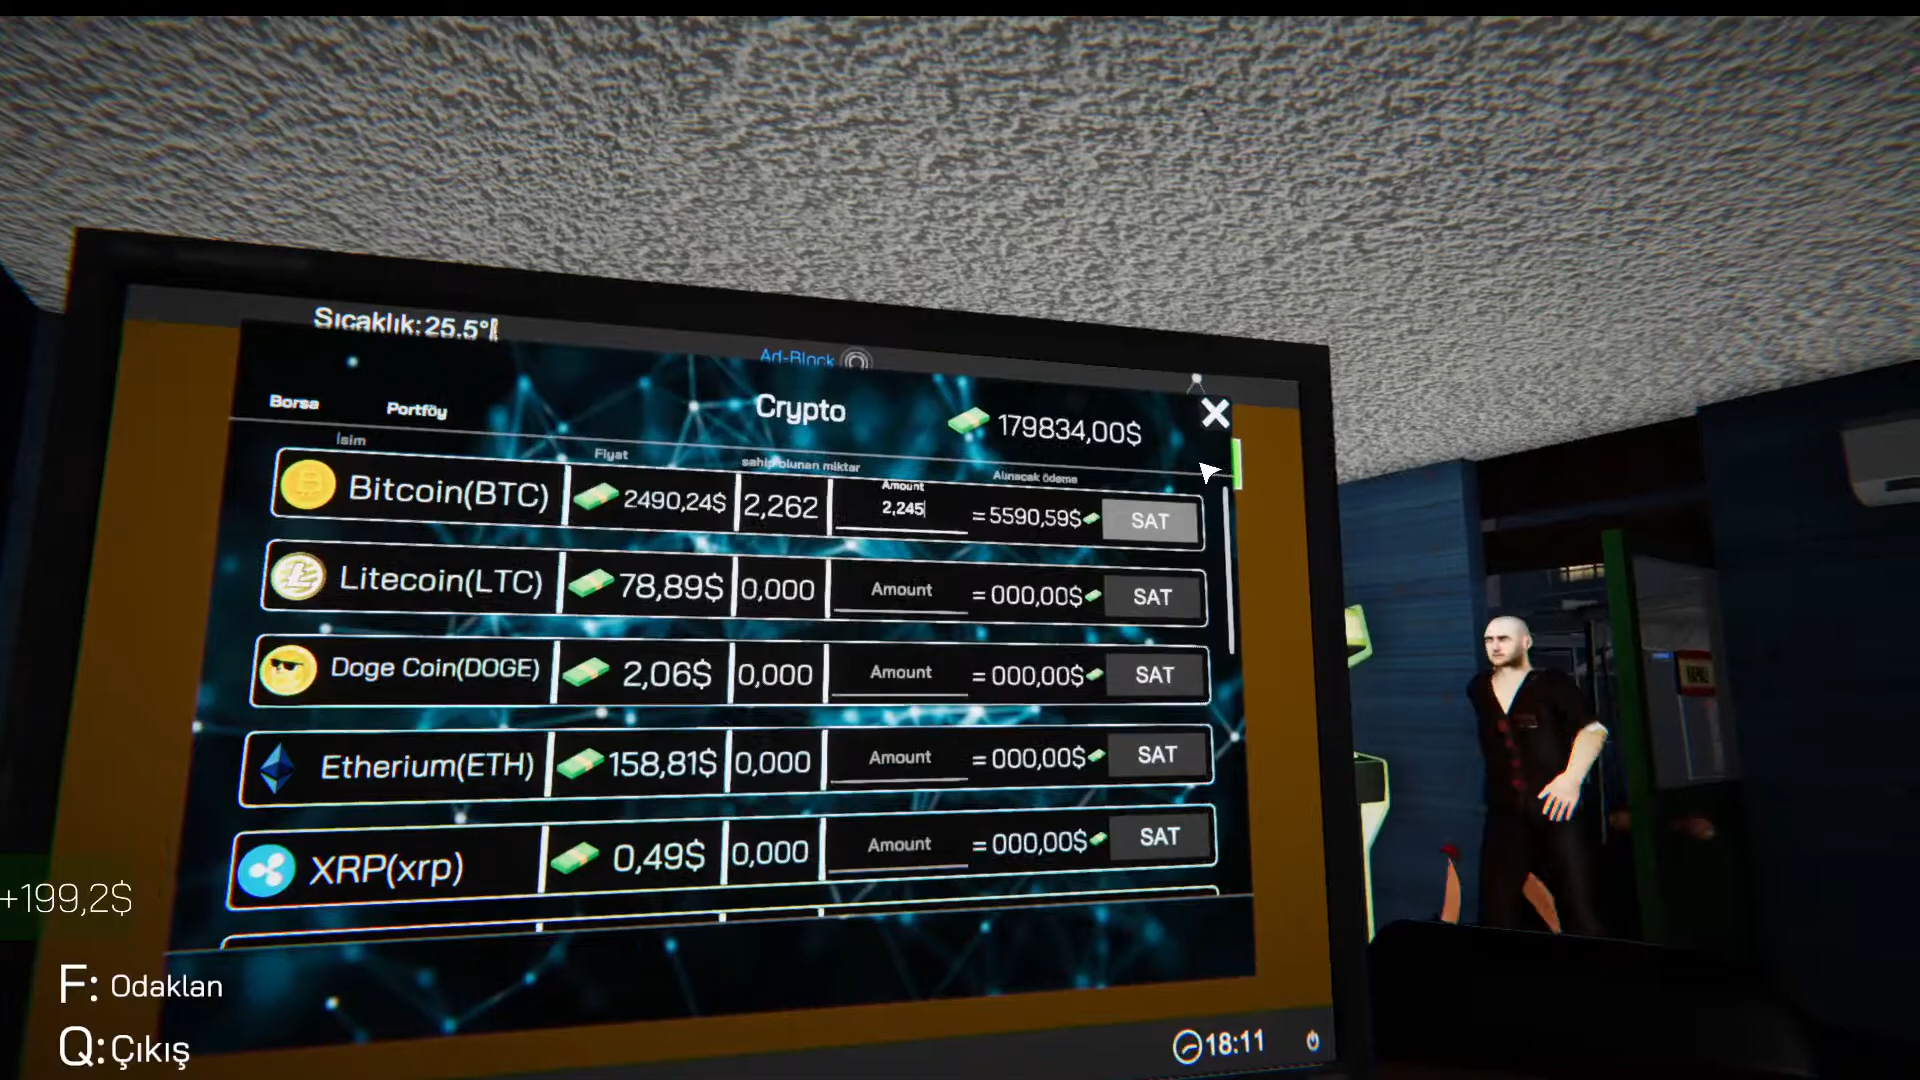 Sıcaklık: 25.5°
Ad-Block
Borsa Portföy Crypto 179834,00$
İsim Fiyat sahip olunan miktar Alınacak ödeme
Bitcoin(BTC) 2490,24$ 2,262 Amount 2,245 = 5590,59$ SAT
Litecoin(LTC) 78,89$ 0,000 Amount = 000,00$ SAT
Doge Coin(DOGE) 2,06$ 0,000 Amount = 000,00$ SAT
Etherium(ETH) 158,81$ 0,000 Amount = 000,00$ SAT
XRP(xrp) 0,49$ 0,000 Amount = 000,00$ SAT
+199,2$
F: Odaklan
Q: Çıkış
18:11